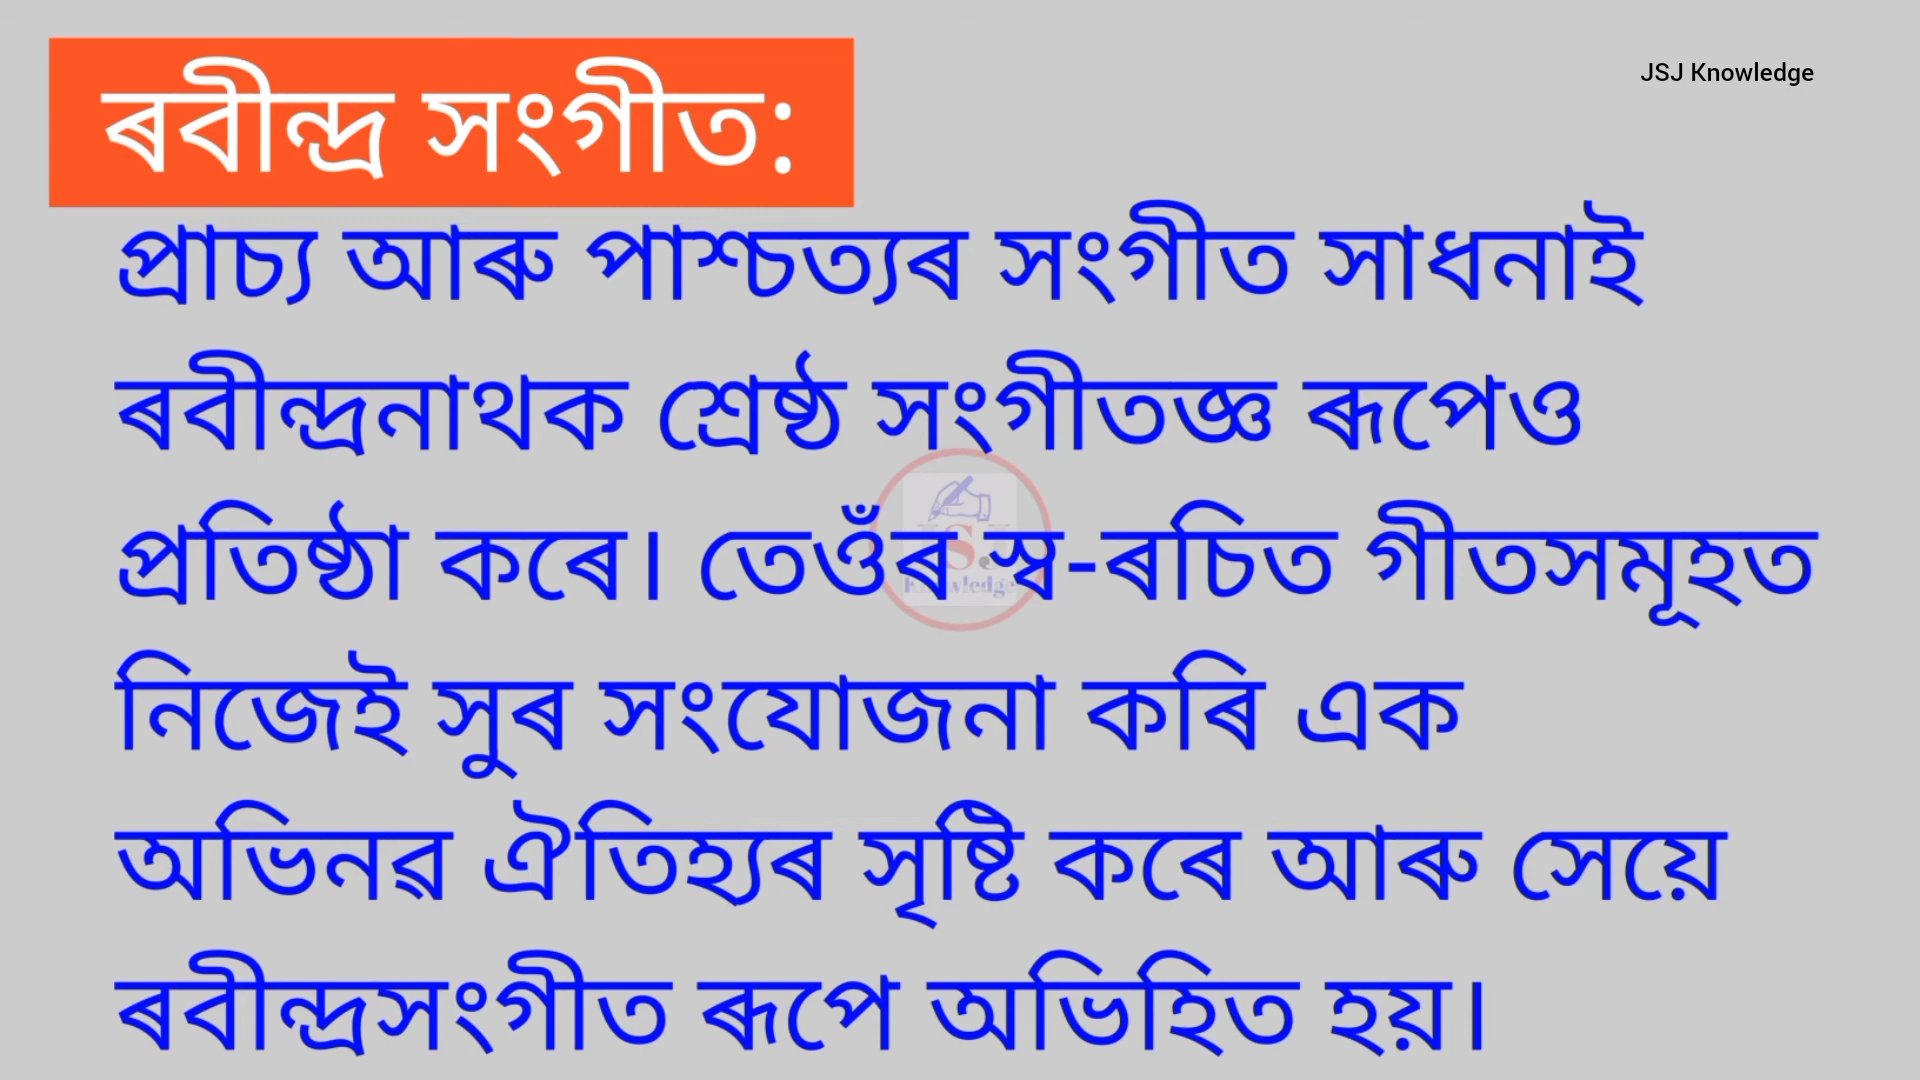 JSJ Knowledge
ৰবীন্দ্ৰ সংগীত:
প্ৰাচ্য আৰু পাশ্চত্যৰ সংগীত সাধনাই
ৰবীন্দ্ৰনাথক শ্ৰেষ্ঠ সংগীতজ্ঞ ৰূপেও
প্ৰতিষ্ঠা কৰে। তেওঁৰ স্ব-ৰচিত গীতসমূহত
নিজেই সুৰ সংযোজনা কৰি এক
অভিনৱ ঐতিহ্যৰ সৃষ্টি কৰে আৰু সেয়ে
ৰবীন্দ্ৰসংগীত ৰূপে অভিহিত হয়।
Knowledge